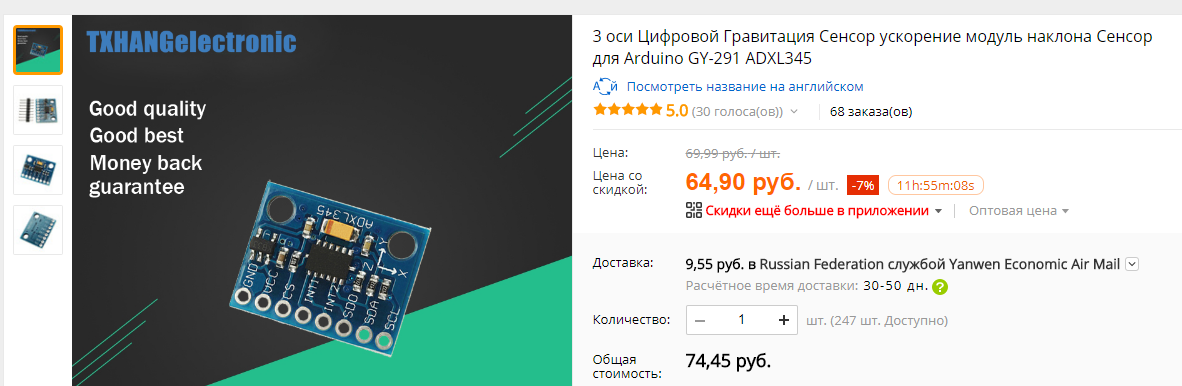 TXHANGelectronic
Good quality
Good best
Money back
guarantee
ADXL345
GND
VCC
CS
INT1
INT2
SDO
SDA
SCL
Y
Z
X
3 оси Цифровой Гравитация Сенсор ускорение модуль наклона Сенсор
для Arduino GY-291 ADXL345
Посмотреть название на английском
5.0 (30 голоса(ов)) 68 заказа(ов)
Цена: 69,99 руб. / шт.
Цена со
скидкой: 64,90 руб. / шт. -7% 11h:55m:08s
Скидки ещё больше в приложении Оптовая цена
Доставка: 9,55 руб. в Russian Federation службой Yanwen Economic Air Mail
Расчётное время доставки: 30-50 дн. ?
Количество: − 1 + шт. (247 шт. Доступно)
Общая
стоимость: 74,45 руб.